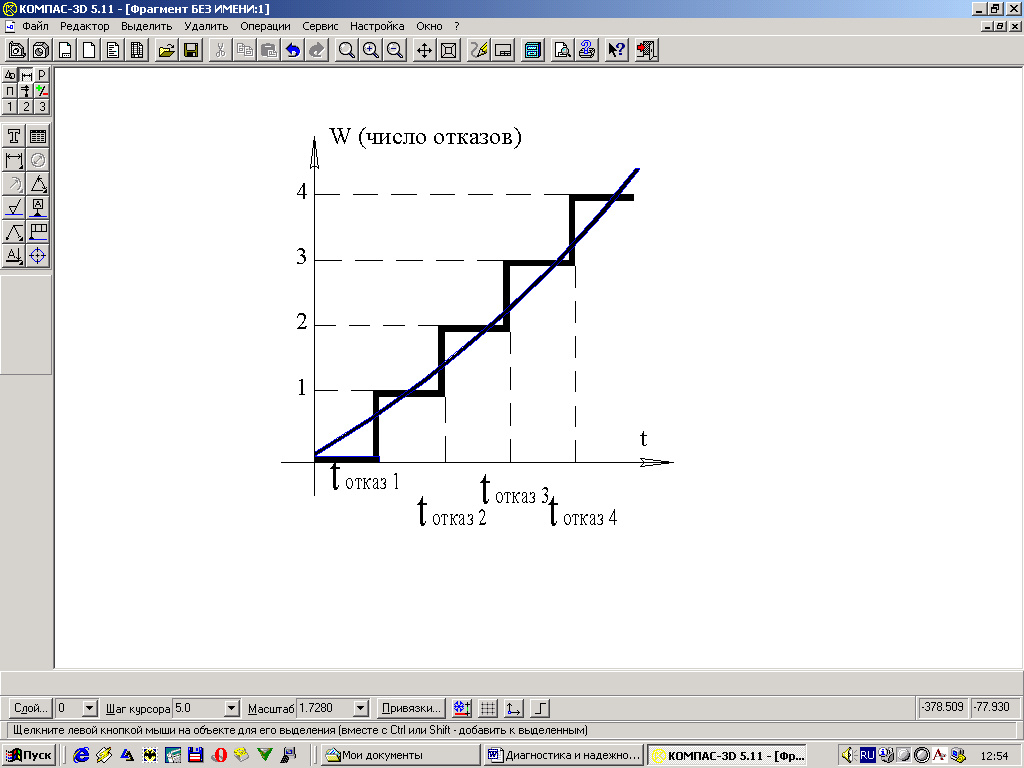 КОМПАС-3D 5.11 - [Фрагмент БЕЗ ИМЕНИ:1]
Файл Редактор Выделить Удалить Операции Сервис Настройка Окно ?
W (число отказов)
4
3
2
1
t
t отказ 1
t отказ 3
t отказ 2 t отказ 4
Слой... 0 Шаг курсора 5.0 Масштаб 1.7280 Привязки... -378.509 -77.930
Щелкните левой кнопкой мыши на объекте для его выделения (вместе с Ctrl или Shift - добавить к выделенным)
Пуск Мои документы Диагностика и надежно... КОМПАС-3D 5.11 - [Фр... RU 12:54